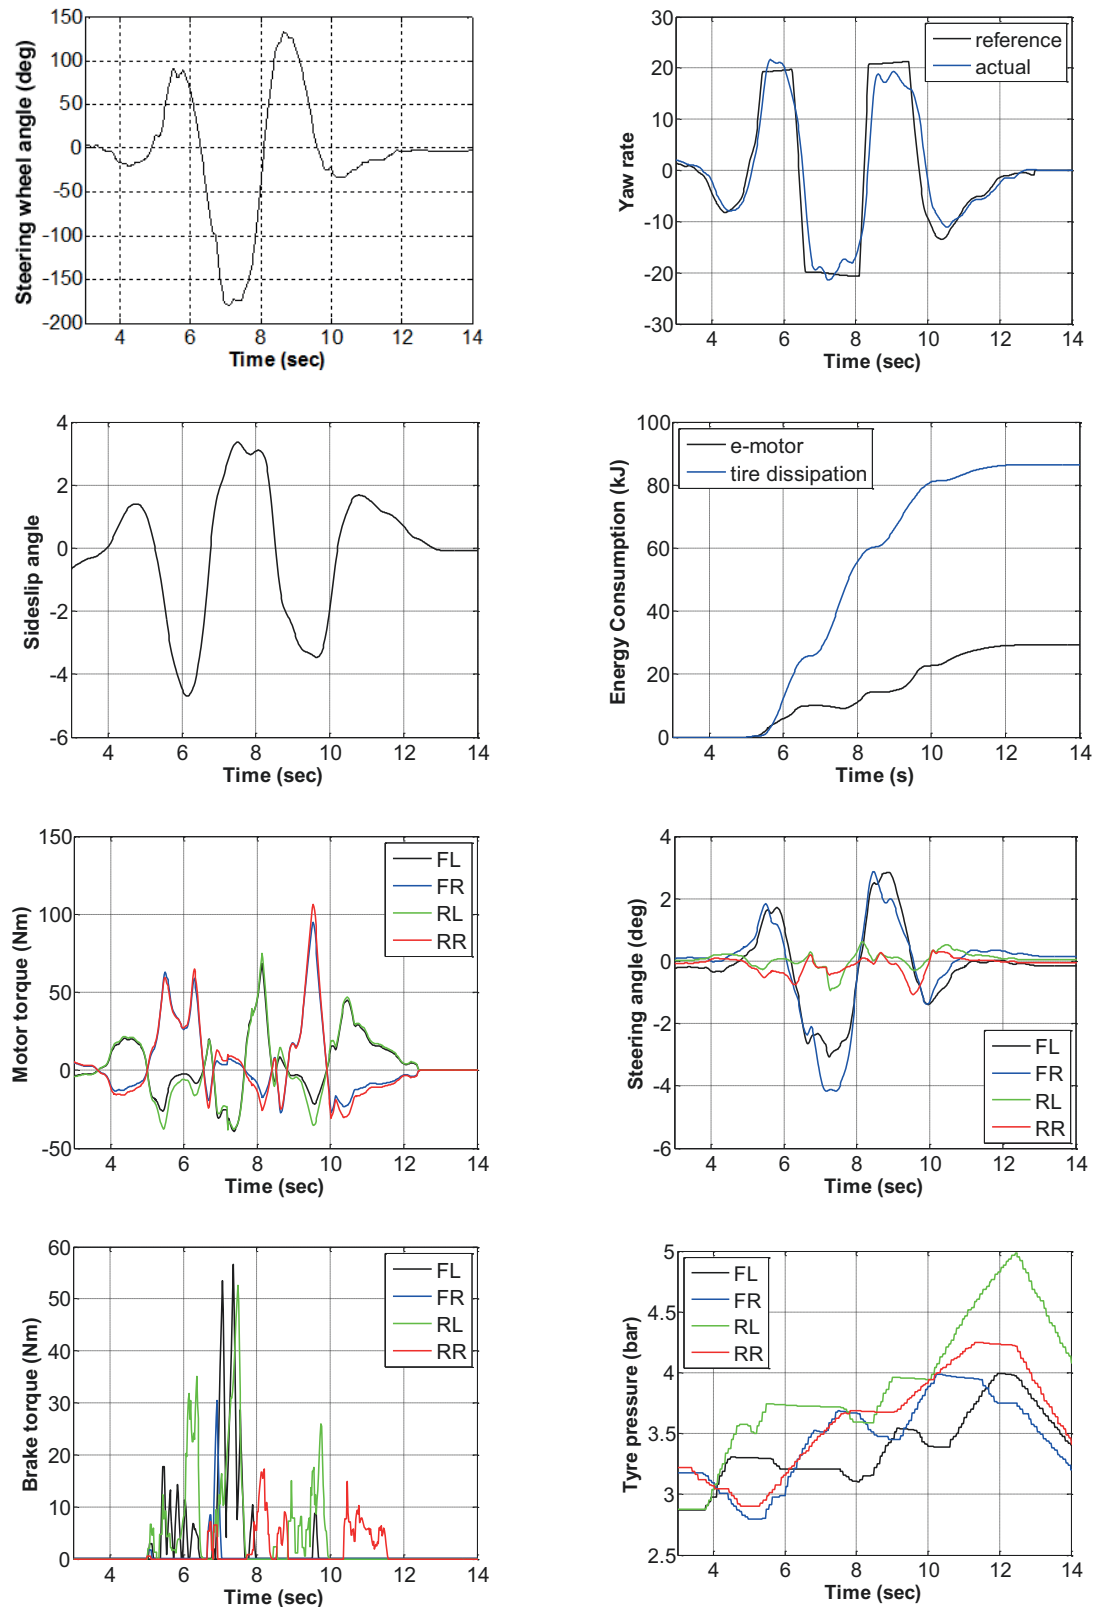 Steering wheel angle (deg)
150
100
50
0
-50
-100
-150
-200
4 6 8 10 12 14
Time (sec)
Yaw rate
30
20
10
0
-10
-20
-30
reference
actual
4 6 8 10 12 14
Time (sec)
Sideslip angle
4
2
0
-2
-4
-6
4 6 8 10 12 14
Time (sec)
Energy Consumption (kJ)
100
80
60
40
20
0
e-motor
tire dissipation
4 6 8 10 12 14
Time (s)
Motor torque (Nm)
150
100
50
0
-50
FL
FR
RL
RR
4 6 8 10 12 14
Time (sec)
Steering angle (deg)
4
2
0
-2
-4
-6
FL
FR
RL
RR
4 6 8 10 12 14
Time (sec)
Brake torque (Nm)
60
50
40
30
20
10
0
FL
FR
RL
RR
4 6 8 10 12 14
Time (sec)
Tyre pressure (bar)
5
4.5
4
3.5
3
2.5
FL
FR
RL
RR
4 6 8 10 12 14
Time (sec)